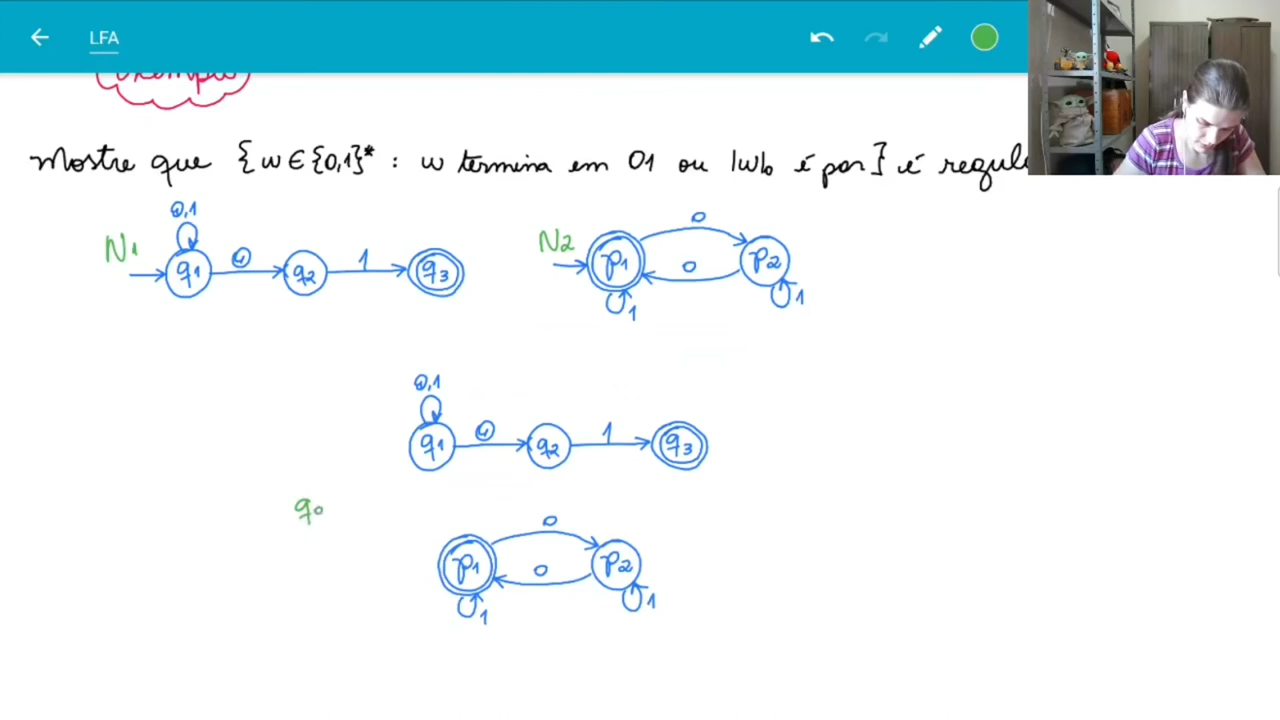 LFA
exemplo
Mostre que {w ∈ {0,1}* : w termina em 01 ou |w|₀ é par} é regul
0,1
N1 q1 0 q2 1 q3
N2 p1 0 p2
0
1 1
0,1
q1 0 q2 1 q3
q0
0
p1 0 p2
1 1